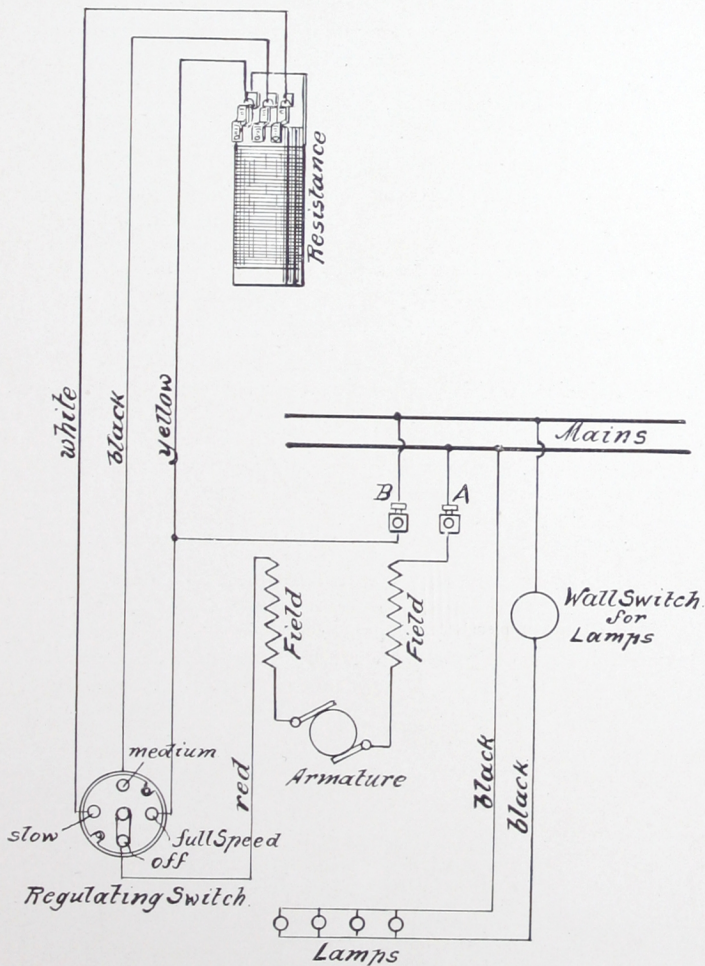 Resistance
white
black
yellow
Mains
B
A
Field
Field
Wall Switch
for
Lamps
Armature
red
black
black
medium
slow
full Speed
off
Regulating Switch.
Lamps